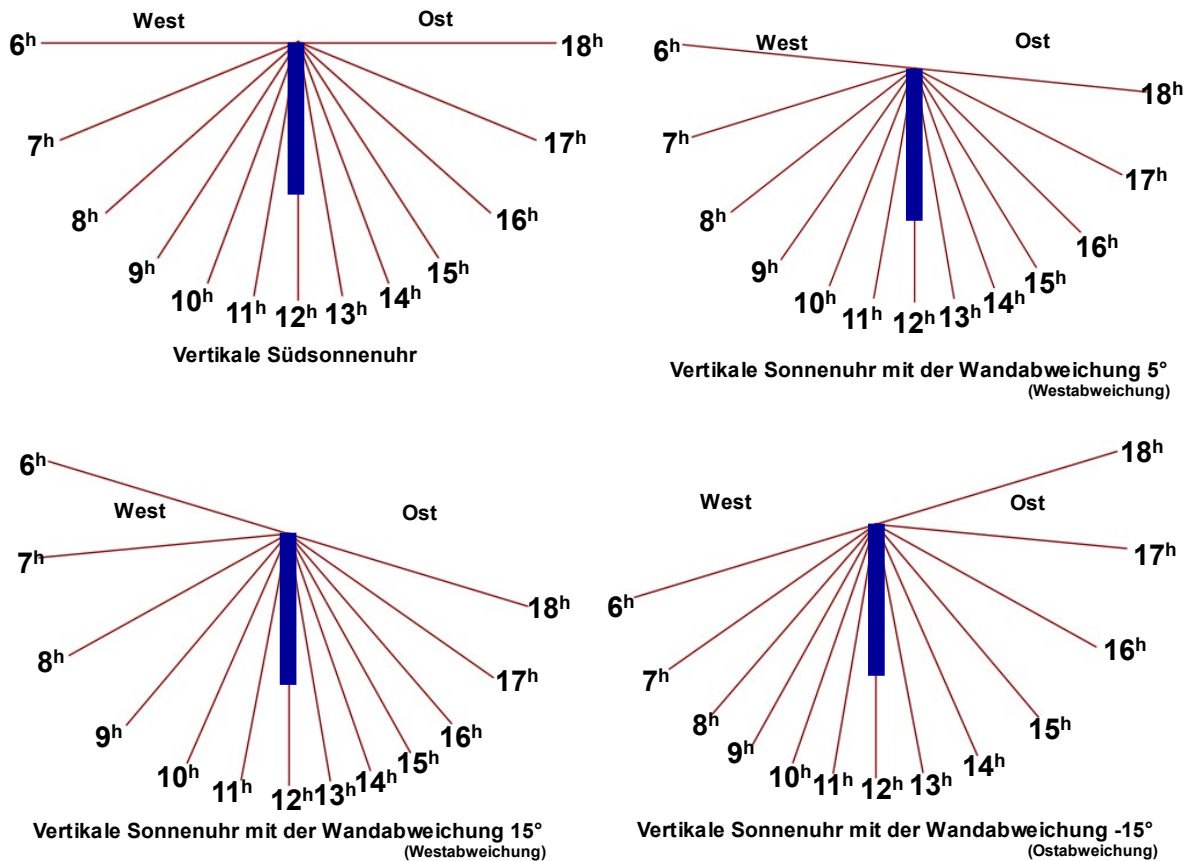 West
Ost
6h
18h
7h
17h
8h
16h
9h
15h
10h
14h
11h
12h
13h
Vertikale Südsonnenuhr
West
Ost
6h
18h
7h
17h
8h
16h
9h
15h
10h
14h
11h
12h
13h
Vertikale Sonnenuhr mit der Wandabweichung 5°
(Westabweichung)
6h
West
Ost
7h
18h
8h
17h
9h
16h
10h
15h
11h
14h
12h
13h
Vertikale Sonnenuhr mit der Wandabweichung 15°
(Westabweichung)
18h
West
Ost
17h
6h
16h
7h
15h
8h
14h
9h
10h
11h
12h
13h
Vertikale Sonnenuhr mit der Wandabweichung -15°
(Ostabweichung)